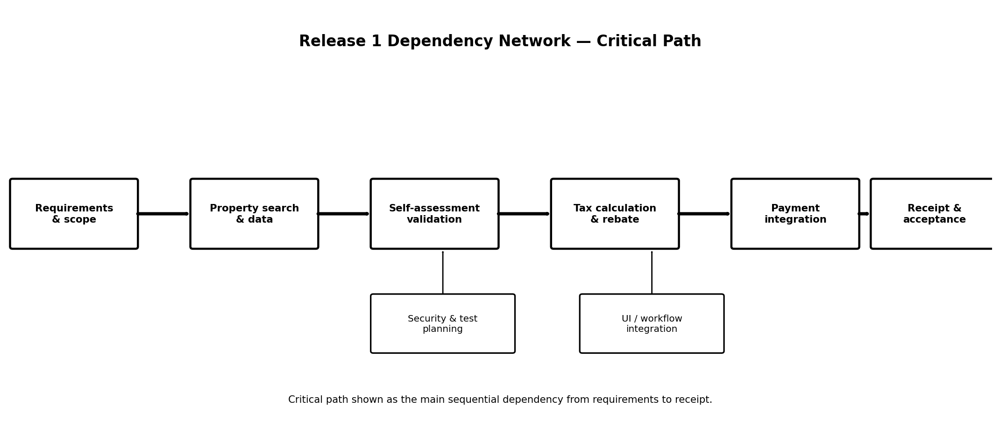 Release 1 Dependency Network — Critical Path
Requirements
& scope
Property search
& data
Self-assessment
validation
Tax calculation
& rebate
Payment
integration
Receipt &
acceptance
Security & test
planning
UI / workflow
integration
Critical path shown as the main sequential dependency from requirements to receipt.